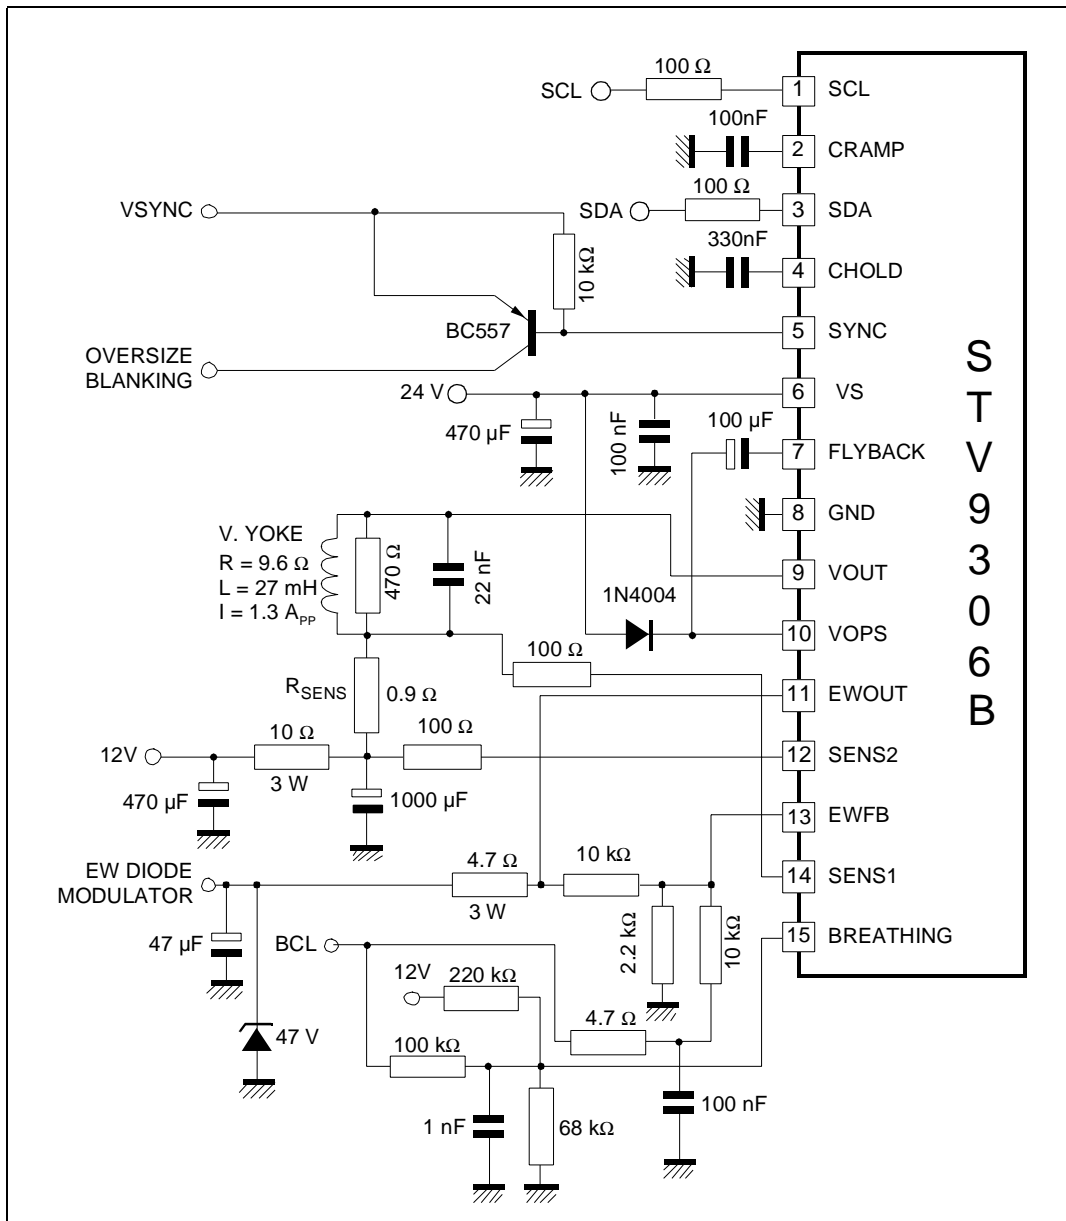 100 Ω
SCL
1
SCL
100nF
2
CRAMP
100 Ω
VSYNC
SDA
3
SDA
10 kΩ
330nF
4
CHOLD
BC557
5
SYNC
OVERSIZE
BLANKING
24 V
6
VS
470 µF
100 nF
100 µF
7
FLYBACK
8
GND
V. YOKE
R = 9.6 Ω
L = 27 mH
I = 1.3 APP
470 Ω
22 nF
9
VOUT
1N4004
10
VOPS
100 Ω
RSENS
0.9 Ω
11
EWOUT
10 Ω
100 Ω
12V
3 W
12
SENS2
470 µF
1000 µF
13
EWFB
EW DIODE
MODULATOR
4.7 Ω
3 W
10 kΩ
14
SENS1
47 µF
BCL
2.2 kΩ
10 kΩ
15
BREATHING
12V
220 kΩ
47 V
4.7 Ω
100 kΩ
1 nF
68 kΩ
100 nF
S
T
V
9
3
0
6
B